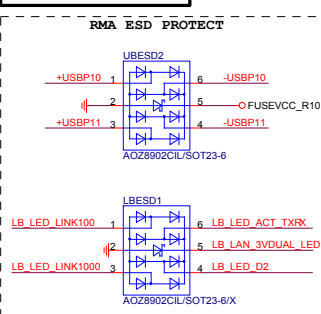 RMA ESD PROTECT
UBESD2
+USBP10 1 6 -USBP10
2 5 FUSEVCC_R10
+USBP11 3 4 -USBP11
AOZ8902CIL/SOT23-6
LBESD1
LB_LED_LINK100 1 6 LB_LED_ACT_TXRX
2 5 LB_LAN_3VDUAL_LED
LB_LED_LINK1000 3 4 LB_LED_D2
AOZ8902CIL/SOT23-6/X